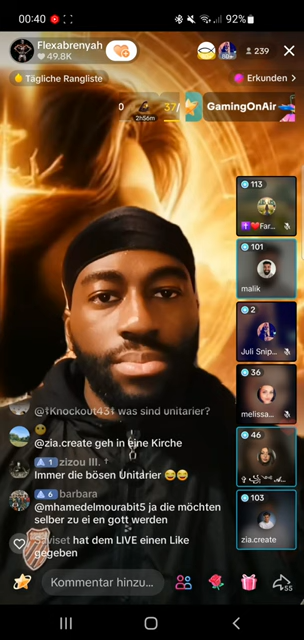 00:40
92%
Flexabrenyah
49.8K
239
Tägliche Rangliste
Erkunden >
0
2h56m
37/
GamingOnAir
113
Far...
101
malik
2
Juli Snip...
36
melissa...
46
103
zia.create
@⚕Knockout431 was sind unitarier?
@zia.create geh in eine Kirche
1 zizou III. ↑
Immer die bösen Unitarier 😂😂
6 barbara
@mhamedelmourabit5 ja die möchten
selber zu ei en gott werden
hat dem LIVE einen Like
gegeben
Kommentar hinzu...
55